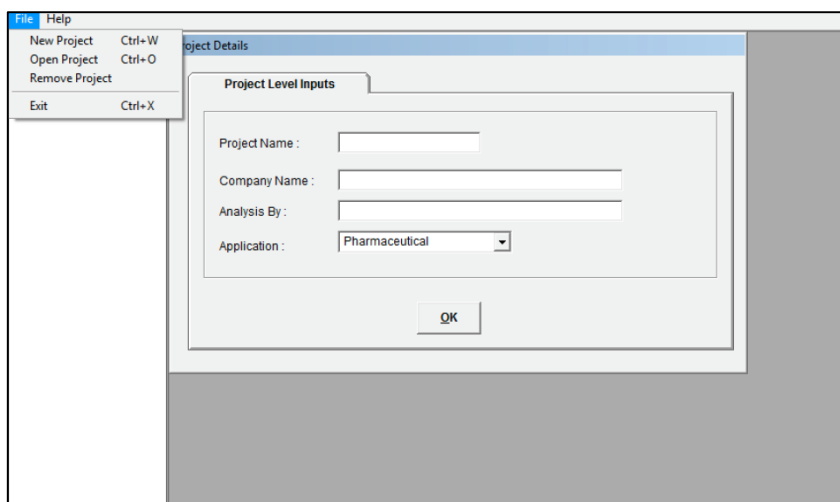 File Help
New Project Ctrl+W
Open Project Ctrl+O
Remove Project
Exit Ctrl+X
oject Details
Project Level Inputs
Project Name :
Company Name :
Analysis By :
Application : Pharmaceutical
OK